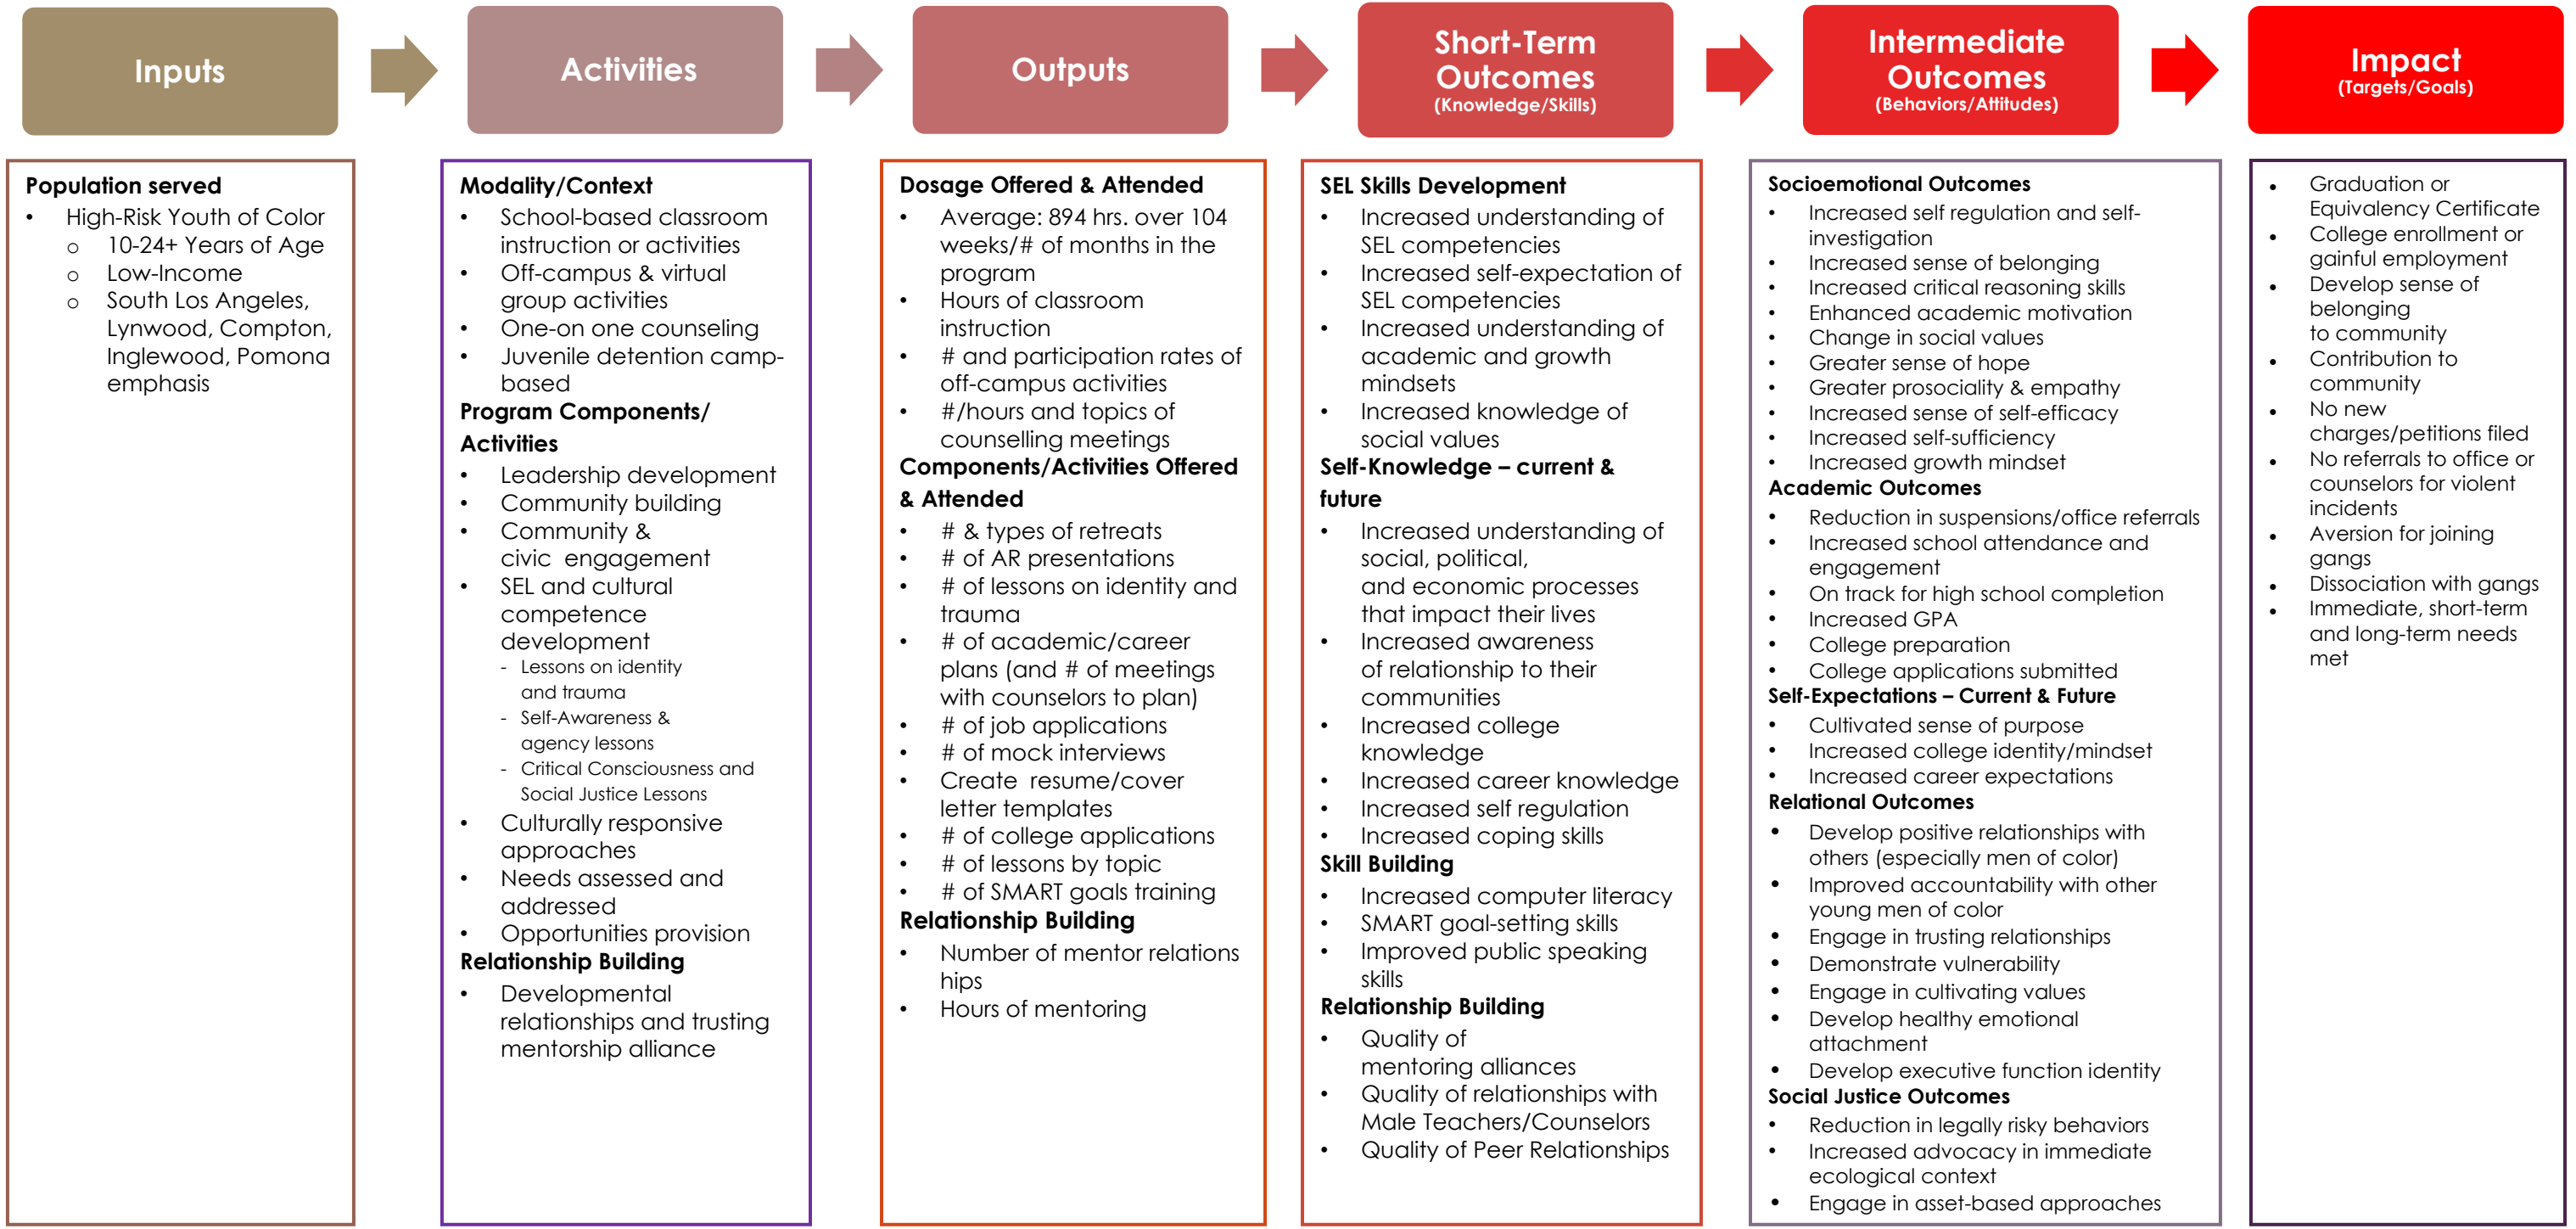 Inputs
Activities
Outputs
Short-Term
Outcomes
(Knowledge/Skills)
Intermediate
Outcomes
(Behaviors/Attitudes)
Impact
(Targets/Goals)
Population served
• High-Risk Youth of Color
o 10-24+ Years of Age
o Low-Income
o South Los Angeles,
Lynwood, Compton,
Inglewood, Pomona
emphasis
Modality/Context
• School-based classroom
instruction or activities
• Off-campus & virtual
group activities
• One-on one counseling
• Juvenile detention camp-
based
Program Components/
Activities
• Leadership development
• Community building
• Community &
civic engagement
• SEL and cultural
competence
development
- Lessons on identity
and trauma
- Self-Awareness &
agency lessons
- Critical Consciousness and
Social Justice Lessons
• Culturally responsive
approaches
• Needs assessed and
addressed
• Opportunities provision
Relationship Building
• Developmental
relationships and trusting
mentorship alliance
Dosage Offered & Attended
• Average: 894 hrs. over 104
weeks/# of months in the
program
• Hours of classroom
instruction
• # and participation rates of
off-campus activities
• #/hours and topics of
counselling meetings
Components/Activities Offered
& Attended
• # & types of retreats
• # of AR presentations
• # of lessons on identity and
trauma
• # of academic/career
plans (and # of meetings
with counselors to plan)
• # of job applications
• # of mock interviews
• Create resume/cover
letter templates
• # of college applications
• # of lessons by topic
• # of SMART goals training
Relationship Building
• Number of mentor relations
hips
• Hours of mentoring
SEL Skills Development
• Increased understanding of
SEL competencies
• Increased self-expectation of
SEL competencies
• Increased understanding of
academic and growth
mindsets
• Increased knowledge of
social values
Self-Knowledge – current &
future
• Increased understanding of
social, political,
and economic processes
that impact their lives
• Increased awareness
of relationship to their
communities
• Increased college
knowledge
• Increased career knowledge
• Increased self regulation
• Increased coping skills
Skill Building
• Increased computer literacy
• SMART goal-setting skills
• Improved public speaking
skills
Relationship Building
• Quality of
mentoring alliances
• Quality of relationships with
Male Teachers/Counselors
• Quality of Peer Relationships
Socioemotional Outcomes
• Increased self regulation and self-
investigation
• Increased sense of belonging
• Increased critical reasoning skills
• Enhanced academic motivation
• Change in social values
• Greater sense of hope
• Greater prosociality & empathy
• Increased sense of self-efficacy
• Increased self-sufficiency
• Increased growth mindset
Academic Outcomes
• Reduction in suspensions/office referrals
• Increased school attendance and
engagement
• On track for high school completion
• Increased GPA
• College preparation
• College applications submitted
Self-Expectations – Current & Future
• Cultivated sense of purpose
• Increased college identity/mindset
• Increased career expectations
Relational Outcomes
• Develop positive relationships with
others (especially men of color)
• Improved accountability with other
young men of color
• Engage in trusting relationships
• Demonstrate vulnerability
• Engage in cultivating values
• Develop healthy emotional
attachment
• Develop executive function identity
Social Justice Outcomes
• Reduction in legally risky behaviors
• Increased advocacy in immediate
ecological context
• Engage in asset-based approaches
• Graduation or
Equivalency Certificate
• College enrollment or
gainful employment
• Develop sense of
belonging
to community
• Contribution to
community
• No new
charges/petitions filed
• No referrals to office or
counselors for violent
incidents
• Aversion for joining
gangs
• Dissociation with gangs
• Immediate, short-term
and long-term needs
met